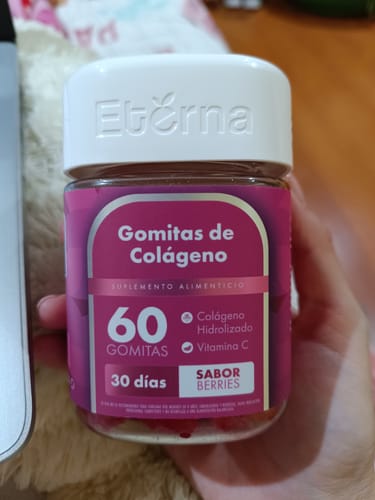 Eterna
Gomitas de
Colágeno
SUPLEMENTO ALIMENTICIO
60
GOMITAS
Colágeno
Hidrolizado
Vitamina C
30 días
SABOR
BERRIES